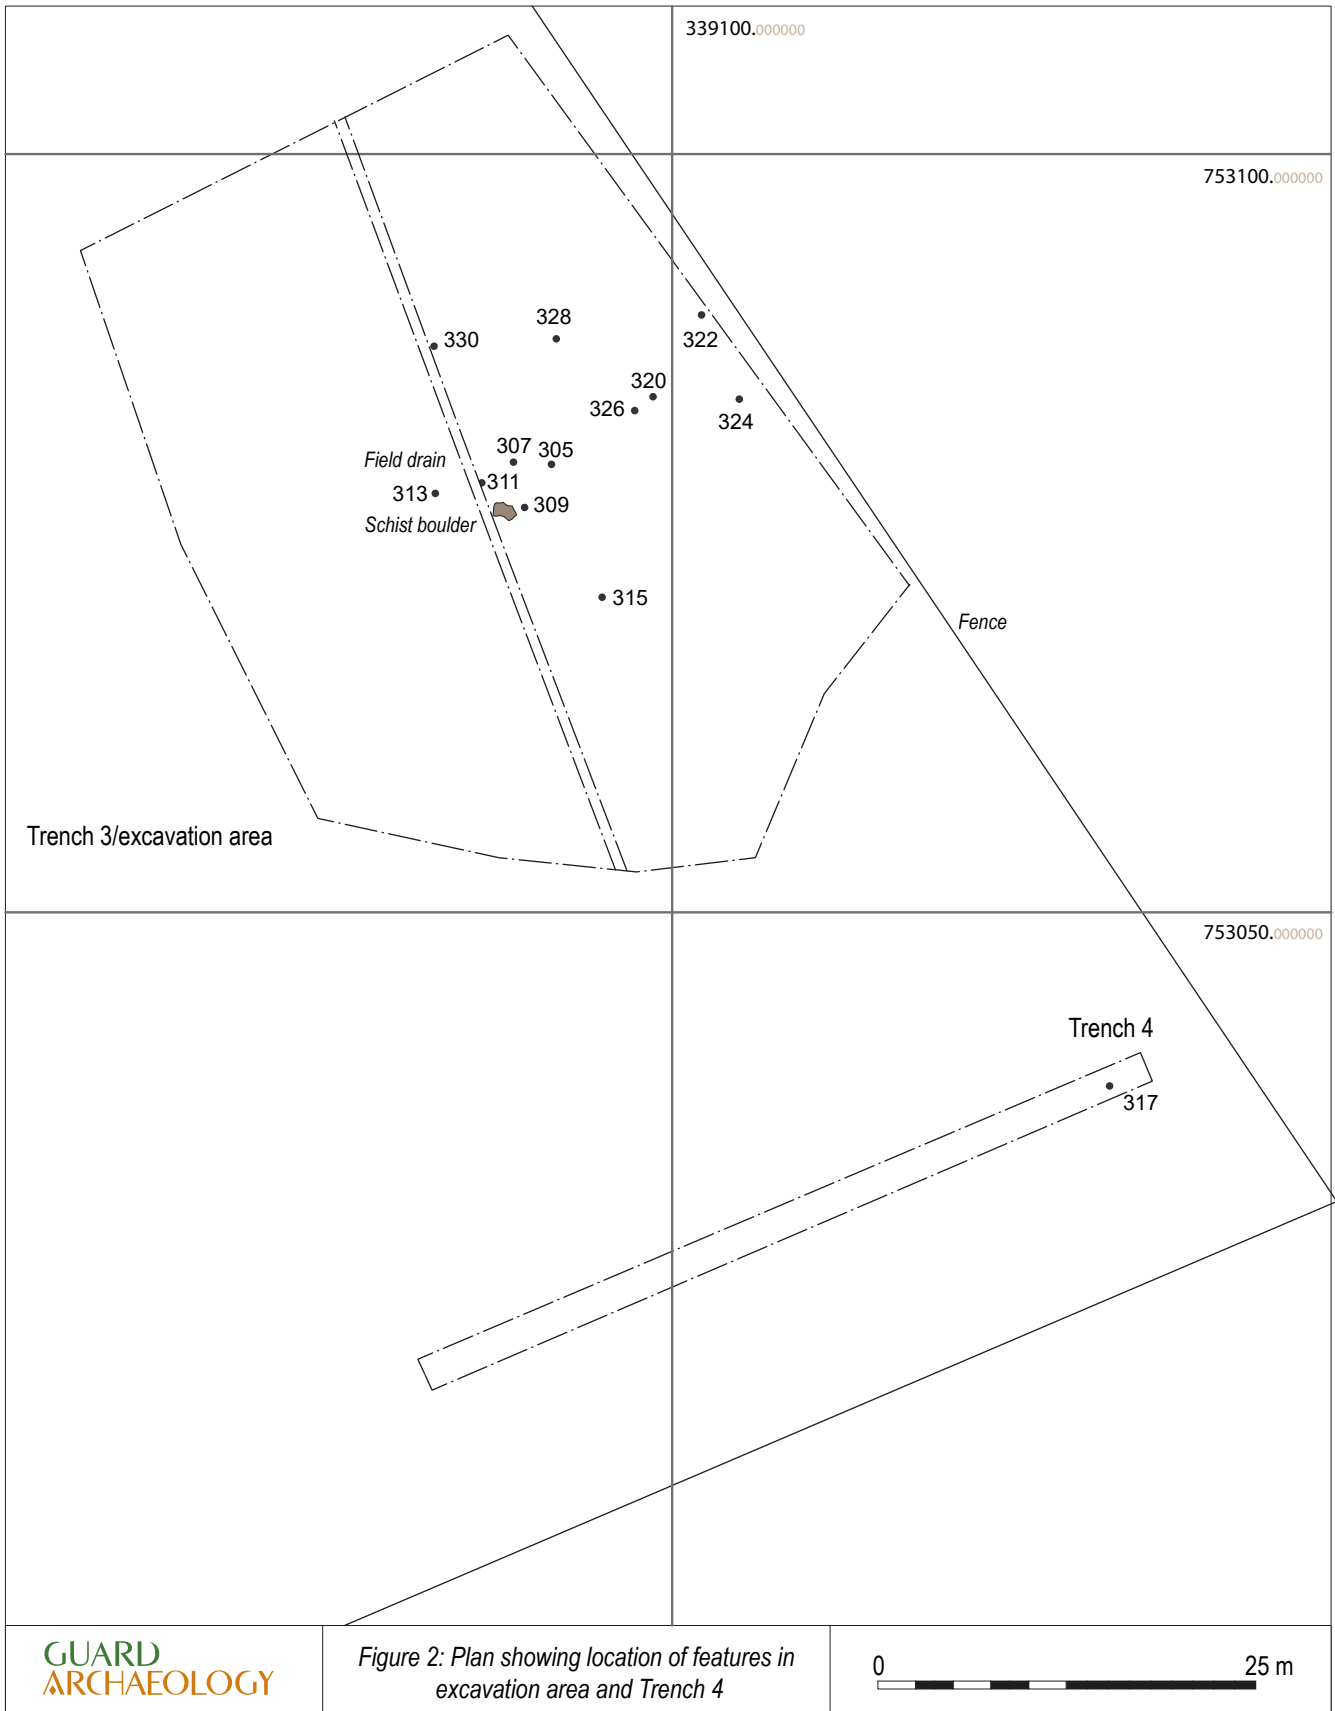 339100.000000
753100.000000
328
322
330
320
326
324
307
305
Field drain
311
313
309
Schist boulder
315
Fence
Trench 3/excavation area
753050.000000
Trench 4
317
GUARD
ARCHAEOLOGY
Figure 2: Plan showing location of features in
excavation area and Trench 4
0
25 m